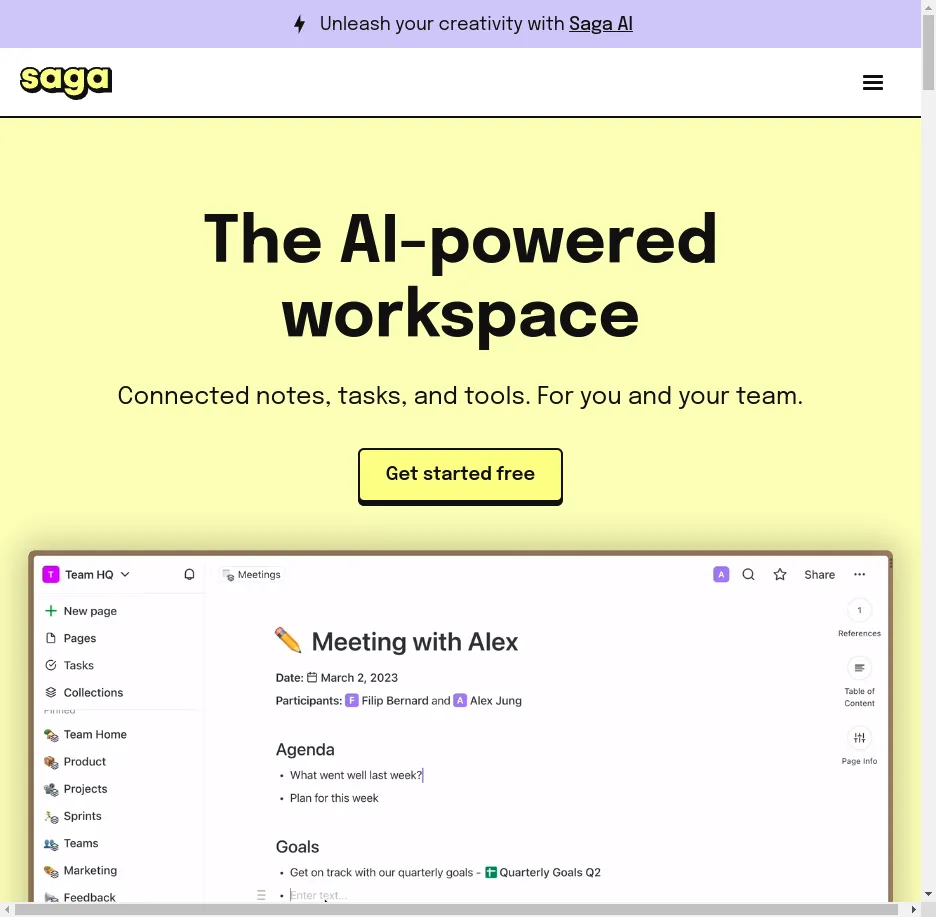 Unleash your creativity with Saga AI
saga
The AI-powered
workspace
Connected notes, tasks, and tools. For you and your team.
Get started free
T Team HQ
Meetings
A
Share
New page
Pages
Tasks
Collections
Pinned
Team Home
Product
Projects
Sprints
Teams
Marketing
Feedback
Meeting with Alex
Date: March 2, 2023
Participants: F Filip Bernard and A Alex Jung
Agenda
• What went well last week?
• Plan for this week
Goals
• Get on track with our quarterly goals - Quarterly Goals Q2
• Enter text...
1
References
Table of
Content
Page Info